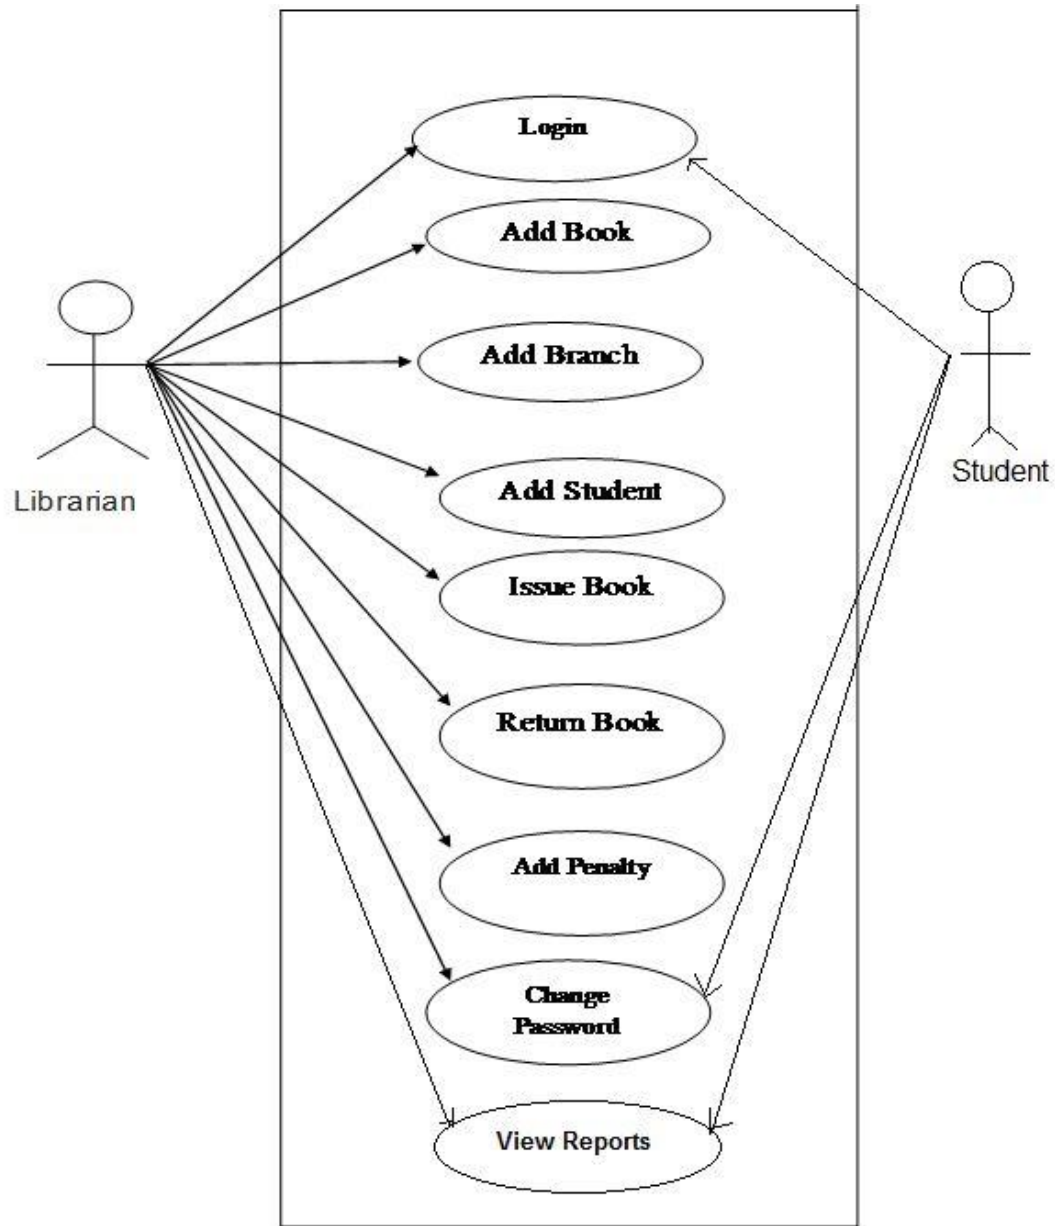 Login
Add Book
Add Branch
Librarian
Student
Add Student
Issue Book
Return Book
Add Penalty
Change
Password
View Reports